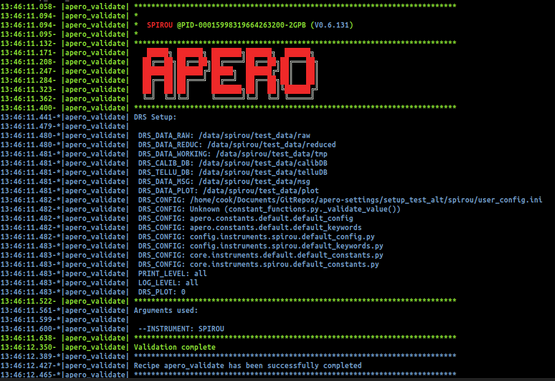 13:46:11.058- |apero_validate| *****************************************************************************
13:46:11.094- |apero_validate| *
13:46:11.094- |apero_validate| * SPIROU @PID-00015998319664263200-2GPB (V0.6.131)
13:46:11.095- |apero_validate| *
13:46:11.132- |apero_validate| *****************************************************************************
13:46:11.171- |apero_validate|
13:46:11.208- |apero_validate|
13:46:11.247- |apero_validate|
13:46:11.284- |apero_validate|
13:46:11.323- |apero_validate|
13:46:11.362- |apero_validate|
APERO
13:46:11.400- |apero_validate| *****************************************************************************
13:46:11.441-*|apero_validate| DRS Setup:
13:46:11.479-*|apero_validate|
13:46:11.480-*|apero_validate| DRS_DATA_RAW: /data/spirou/test_data/raw
13:46:11.480-*|apero_validate| DRS_DATA_REDUC: /data/spirou/test_data/reduced
13:46:11.480-*|apero_validate| DRS_DATA_WORKING: /data/spirou/test_data/tmp
13:46:11.481-*|apero_validate| DRS_CALIB_DB: /data/spirou/test_data/calibDB
13:46:11.481-*|apero_validate| DRS_TELLU_DB: /data/spirou/test_data/telluDB
13:46:11.481-*|apero_validate| DRS_DATA_MSG: /data/spirou/test_data/msg
13:46:11.481-*|apero_validate| DRS_DATA_PLOT: /data/spirou/test_data/plot
13:46:11.482-*|apero_validate| DRS_CONFIG: /home/cook/Documents/GitRepos/apero-settings/setup_test_alt/spirou/user_config.ini
13:46:11.482-*|apero_validate| DRS_CONFIG: Unknown (constant_functions.py._validate_value())
13:46:11.482-*|apero_validate| DRS_CONFIG: apero.constants.default.default_config
13:46:11.482-*|apero_validate| DRS_CONFIG: apero.constants.default.default_keywords
13:46:11.482-*|apero_validate| DRS_CONFIG: config.instruments.spirou.default_config.py
13:46:11.483-*|apero_validate| DRS_CONFIG: config.instruments.spirou.default_keywords.py
13:46:11.483-*|apero_validate| DRS_CONFIG: core.instruments.default.default_constants.py
13:46:11.483-*|apero_validate| DRS_CONFIG: core.instruments.spirou.default_constants.py
13:46:11.483-*|apero_validate| PRINT_LEVEL: all
13:46:11.483-*|apero_validate| LOG_LEVEL: all
13:46:11.483-*|apero_validate| DRS_PLOT: 0
13:46:11.522- |apero_validate| *****************************************************************************
13:46:11.561-*|apero_validate| Arguments used:
13:46:11.599-*|apero_validate|
13:46:11.600-*|apero_validate| --INSTRUMENT: SPIROU
13:46:11.638- |apero_validate| *****************************************************************************
13:46:12.350- |apero_validate| Validation complete
13:46:12.389-*|apero_validate| *****************************************************************************
13:46:12.427-*|apero_validate| Recipe apero_validate has been successfully completed
13:46:12.465-*|apero_validate| *****************************************************************************